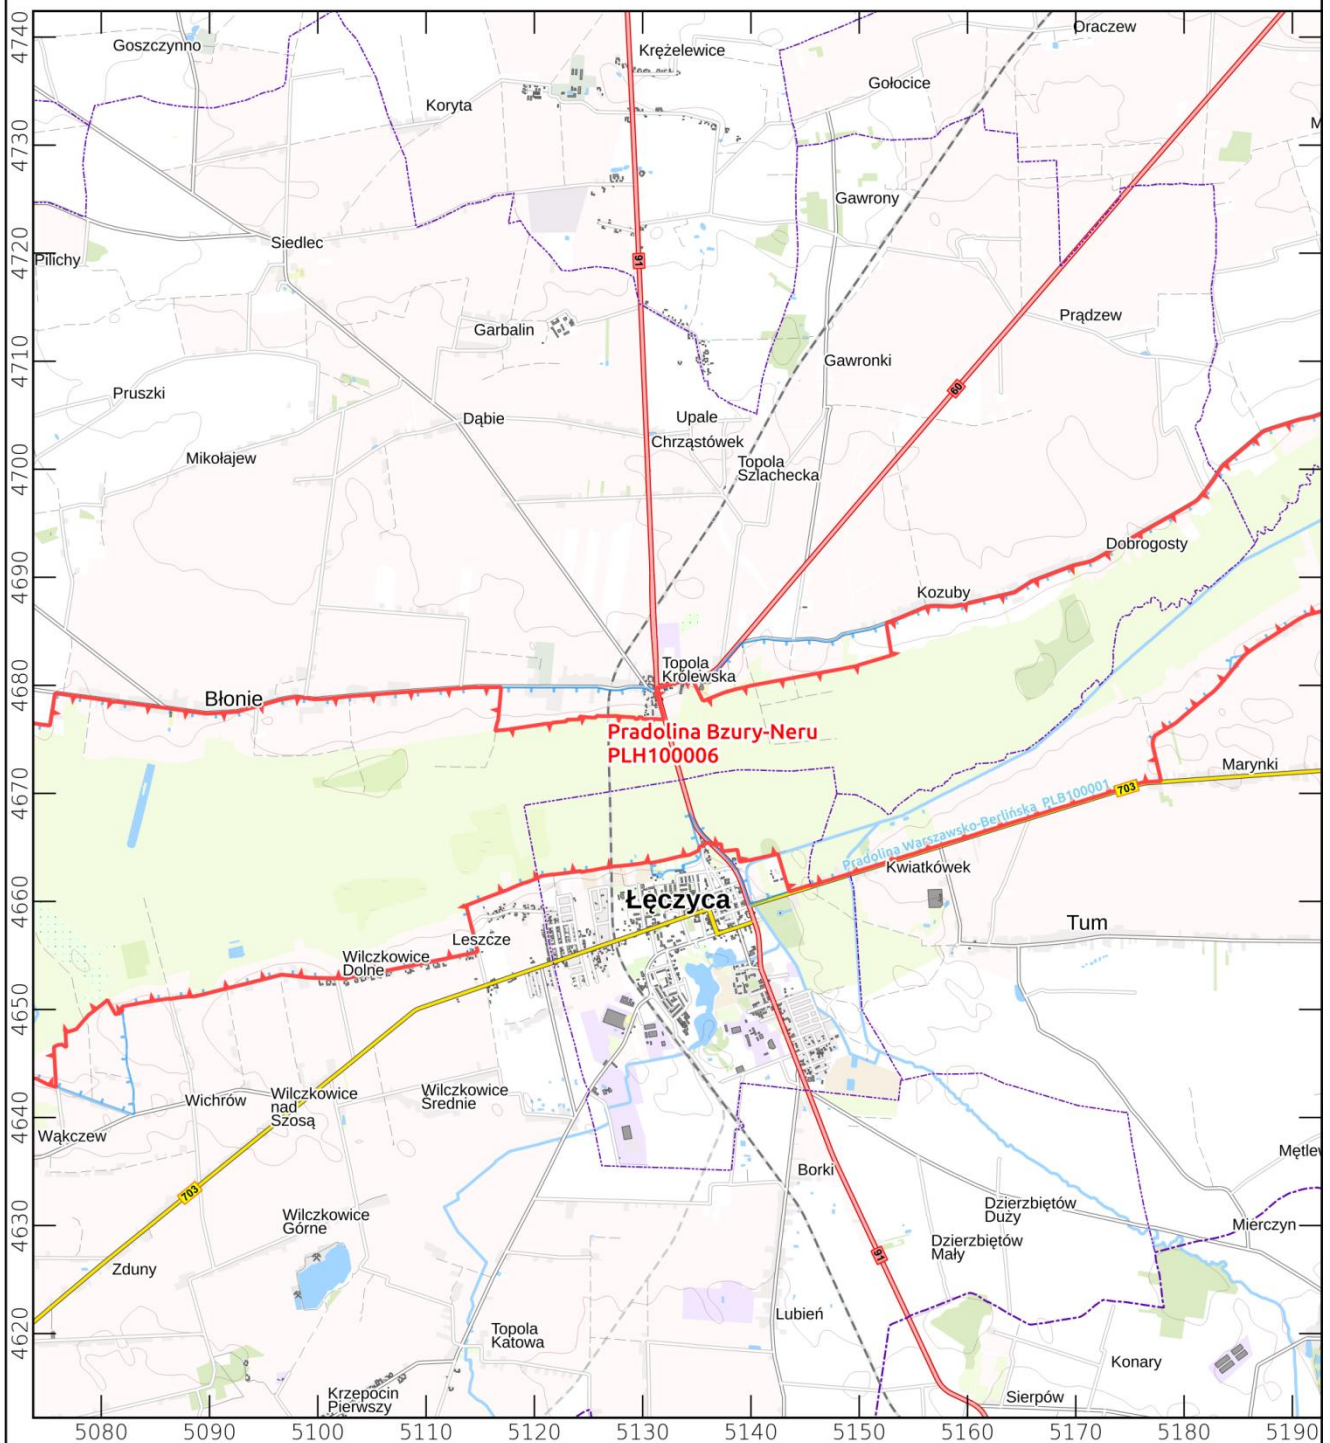 4740
4730
4720
4710
4700
4690
4680
4670
4660
4650
4640
4630
4620
Goszczynno
Krężelewice
Oraczew
Gołocice
Koryta
M
Gawrony
Siedlec
Pilichy
91
Garbalin
Prądzew
Gawronki
Pruszki
60
Dąbie
Upale
Chrząstówek
Mikołajew
Topola
Szlachecka
Dobrogosty
Kozuby
Topola
Królewska
Błonie
Pradolina Bzury-Neru
PLH100006
Marynki
703
Pradolina Warszawsko-Berlińska PLB100001
Kwiatkówek
Łęczyca
Tum
Leszcze
Wilczkowice
Dolne
Wilczkowice
Średnie
Wilczkowice
nad
Szosą
Wichrów
Wąkczew
Mętlew
Borki
703
Dzierzbiętów
Duży
Wilczkowice
Górne
Mierczyn
Dzierzbiętów
Mały
91
Zduny
Lubień
Topola
Katowa
Konary
Krzepocin
Pierwszy
Sierpów
5080
5090
5100
5110
5120
5130
5140
5150
5160
5170
5180
5190